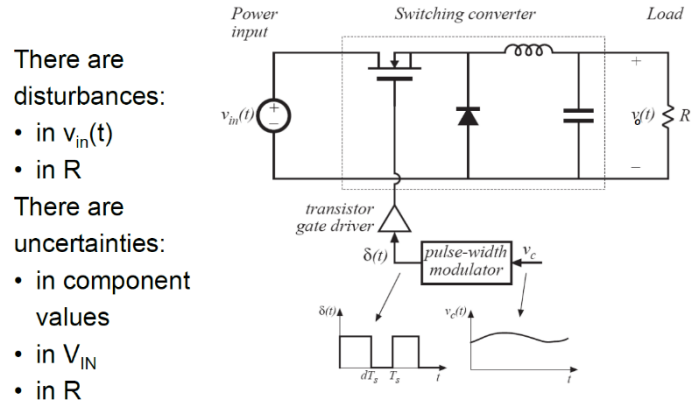 There are
disturbances:
• in v_in(t)
• in R
There are
uncertainties:
• in component
values
• in V_IN
• in R
Power
input
Switching converter
Load
v_in(t)
+
−
+
v_o(t)
−
R
transistor
gate driver
δ(t)
pulse-width
modulator
v_c
δ(t)
dT_s T_s t
v_c(t)
t